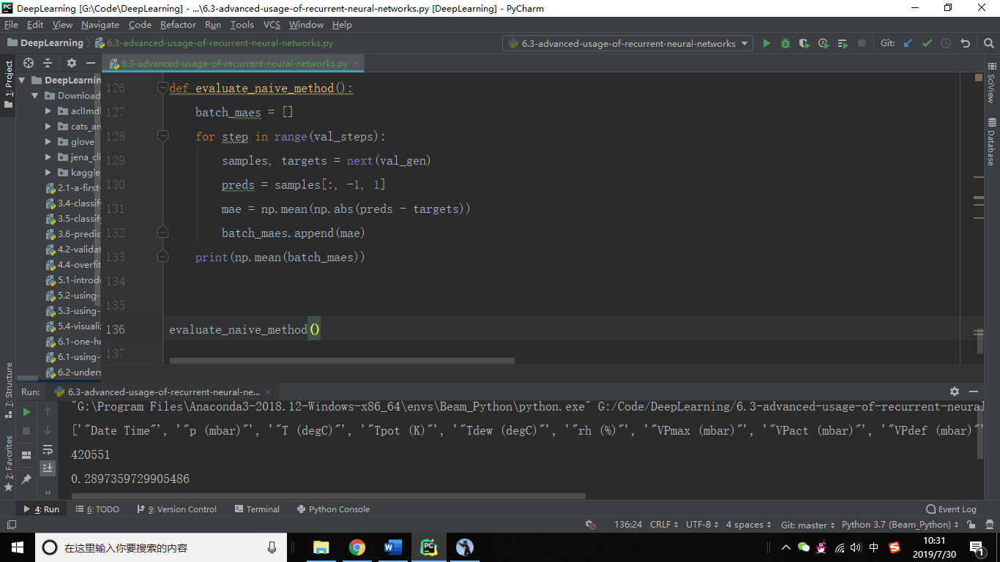 DeepLearning [G:\Code\DeepLearning] - ...\6.3-advanced-usage-of-recurrent-neural-networks.py [DeepLearning] - PyCharm
File Edit View Navigate Code Refactor Run Tools VCS Window Help
DeepLearning 6.3-advanced-usage-of-recurrent-neural-networks.py 6.3-advanced-usage-of-recurrent-neural-networks Git:
6.3-advanced-usage-of-recurrent-neural-networks.py
1: Project
DeepLearnin
Download
aclImdl
cats_an
glove
jena_cli
kaggle
2.1-a-first-
3.4-classify
3.5-classify
3.6-predic
4.2-validat
4.4-overfit
5.1-introdu
5.2-using-
5.3-using-
5.4-visualiz
6.1-one-ho
6.1-using-
6.2-unders
126 def evaluate_naive_method():
127 batch_maes = []
128 for step in range(val_steps):
129 samples, targets = next(val_gen)
130 preds = samples[:, -1, 1]
131 mae = np.mean(np.abs(preds - targets))
132 batch_maes.append(mae)
133 print(np.mean(batch_maes))
134
135
136 evaluate_naive_method()
137
SciView
Database
7: Structure
2: Favorites
Run: 6.3-advanced-usage-of-recurrent-neural-ne...
"G:\Program Files\Anaconda3-2018.12-Windows-x86_64\envs\Beam_Python\python.exe" G:/Code/DeepLearning/6.3-advanced-usage-of-recurrent-neural
['"Date Time"', '"p (mbar)"', '"T (degC)"', '"Tpot (K)"', '"Tdew (degC)"', '"rh (%)"', '"VPmax (mbar)"', '"VPact (mbar)"', '"VPdef (mbar)"'
420551
0.2897359729905486
4: Run 6: TODO 9: Version Control Terminal Python Console Event Log
136:24 CRLF UTF-8 4 spaces Git: master Python 3.7 (Beam_Python)
在这里输入你要搜索的内容
中
10:31
2019/7/30
1